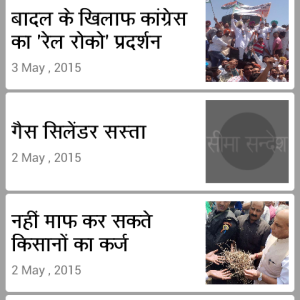 बादल के खिलाफ कांग्रेस
का 'रेल रोको' प्रदर्शन
3 May , 2015
गैस सिलेंडर सस्ता
2 May , 2015
सीमा सन्देश
नहीं माफ कर सकते
किसानों का कर्ज
2 May , 2015